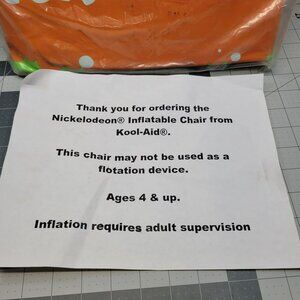 Thank you for ordering the
Nickelodeon® Inflatable Chair from
Kool-Aid®.
This chair may not be used as a
flotation device.
Ages 4 & up.
Inflation requires adult supervision